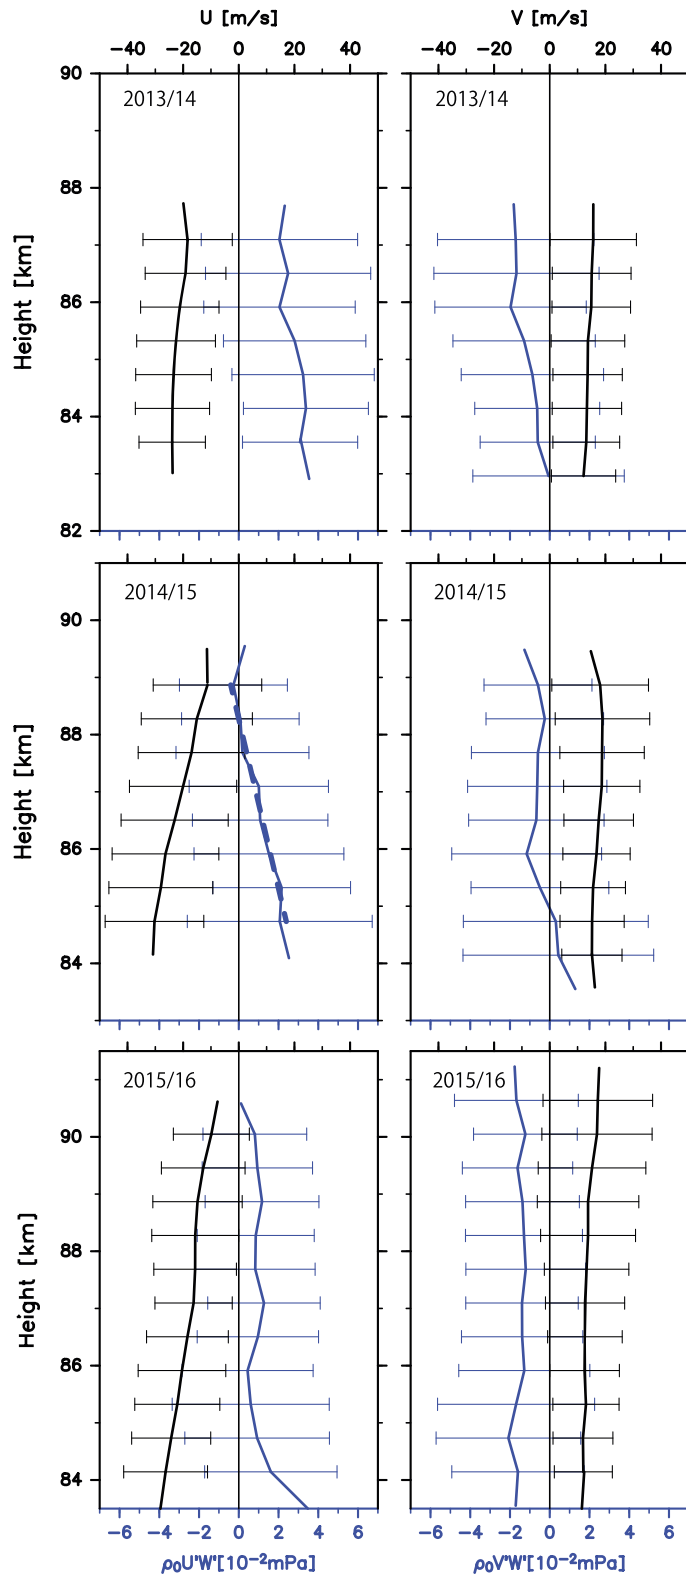 U [m/s] V [m/s]
−40 −20 0 20 40 −40 −20 0 20 40
90
2013/14 2013/14
88
Height [km]
86
84
82
2014/15 2014/15
90
88
Height [km]
86
84
2015/16 2015/16
90
Height [km]
88
86
84
−6 −4 −2 0 2 4 6 −6 −4 −2 0 2 4 6
ρ₀U'W'[10⁻²mPa] ρ₀V'W'[10⁻²mPa]